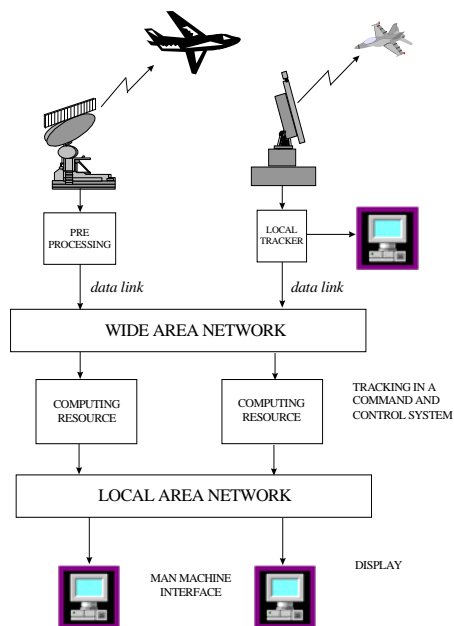 PRE
PROCESSING
LOCAL
TRACKER
data link
data link
WIDE AREA NETWORK
COMPUTING
RESOURCE
COMPUTING
RESOURCE
TRACKING IN A
COMMAND AND
CONTROL SYSTEM
LOCAL AREA NETWORK
MAN MACHINE
INTERFACE
DISPLAY